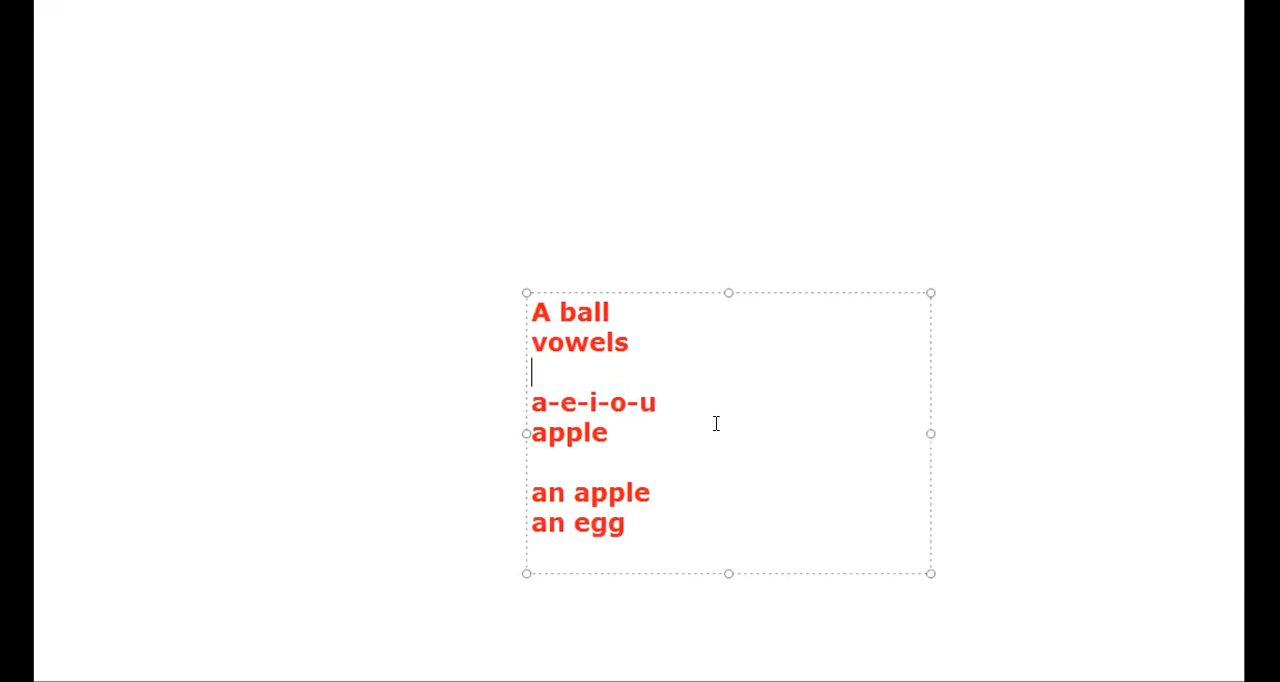 A ball
vowels
a-e-i-o-u
apple
an apple
an egg